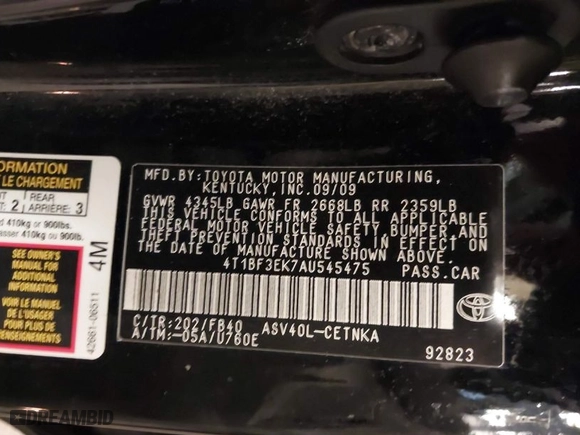 ORMATION
LE CHARGEMENT
NT 2 REAR
ARRIÈRE: 3
ed 410kg or 900lbs.
asser 410kg ou 900lb.
SEE OWNER'S
MANUAL FOR
ADDITIONAL
INFORMATION
VOIR LE MANUEL
DE L'USAGER
POUR PLUS DE
RENSEIGNEMENTS
4M
42661-06511
MFD.BY:TOYOTA MOTOR MANUFACTURING,
KENTUCKY, INC.09/09
GVWR 4345LB GAWR FR 2668LB RR 2359LB
THIS VEHICLE CONFORMS TO ALL APPLICABLE
FEDERAL MOTOR VEHICLE SAFETY, BUMPER, AND
THEFT PREVENTION STANDARDS IN EFFECT ON
THE DATE OF MANUFACTURE SHOWN ABOVE.
4T1BF3EK7AU545475 PASS.CAR
C/TR:202/FB40 ASV40L-CETNKA
A/TM:-05A/U760E
92823
DREAMBID